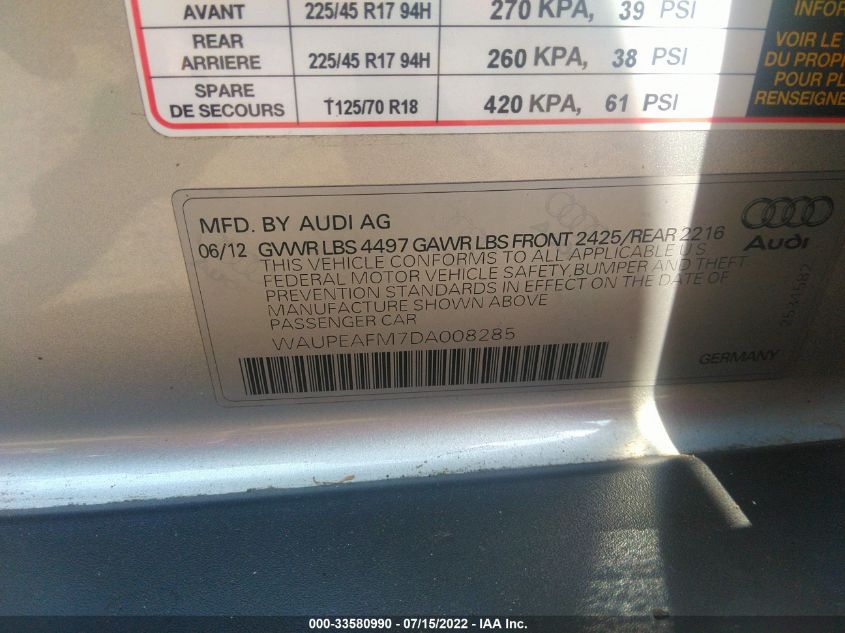 AVANT 225/45 R17 94H 270 KPA, 39 PSI
REAR
ARRIERE 225/45 R17 94H 260 KPA, 38 PSI
SPARE
DE SECOURS T125/70 R18 420 KPA, 61 PSI
INFOR
VOIR LE
DU PROPR
POUR PL
RENSEIGNE
MFD. BY AUDI AG
06/12 GVWR LBS 4497 GAWR LBS FRONT 2425/REAR 2216
THIS VEHICLE CONFORMS TO ALL APPLICABLE U.S.
FEDERAL MOTOR VEHICLE SAFETY,BUMPER AND THEFT
PREVENTION STANDARDS IN EFFECT ON THE DATE OF
MANUFACTURE SHOWN ABOVE
PASSENGER CAR
WAUPEAFM7DA008285
Audi
GERMANY
000-33580990 - 07/15/2022 - IAA Inc.